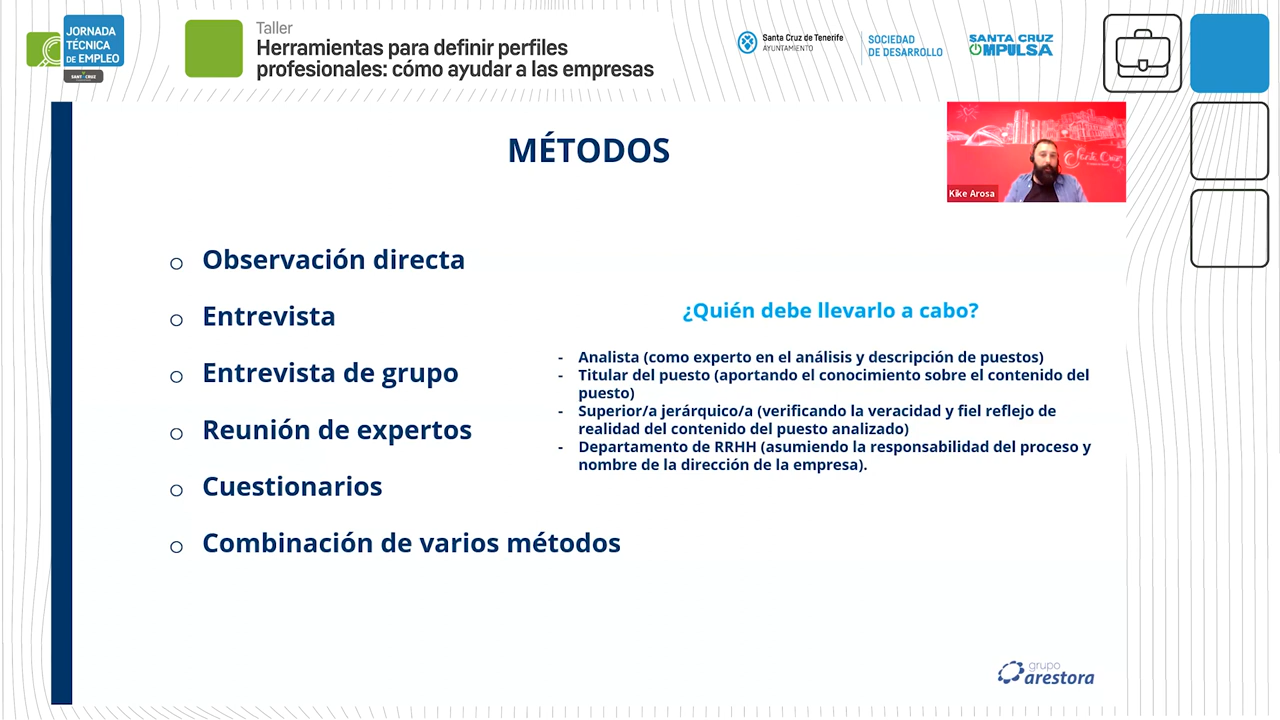 JORNADA
TÉCNICA
DE EMPLEO
Taller
Herramientas para definir perfiles
profesionales: cómo ayudar a las empresas
Santa Cruz de Tenerife
AYUNTAMIENTO
SOCIEDAD
DE DESARROLLO
SANTA CRUZ
MPULSA
MÉTODOS
Kike Arosa
o Observación directa
o Entrevista
o Entrevista de grupo
o Reunión de expertos
o Cuestionarios
o Combinación de varios métodos
¿Quién debe llevarlo a cabo?
- Analista (como experto en el análisis y descripción de puestos)
- Titular del puesto (aportando el conocimiento sobre el contenido del
puesto)
- Superior/a jerárquico/a (verificando la veracidad y fiel reflejo de
realidad del contenido del puesto analizado)
- Departamento de RRHH (asumiendo la responsabilidad del proceso y
nombre de la dirección de la empresa).
grupo
arestora